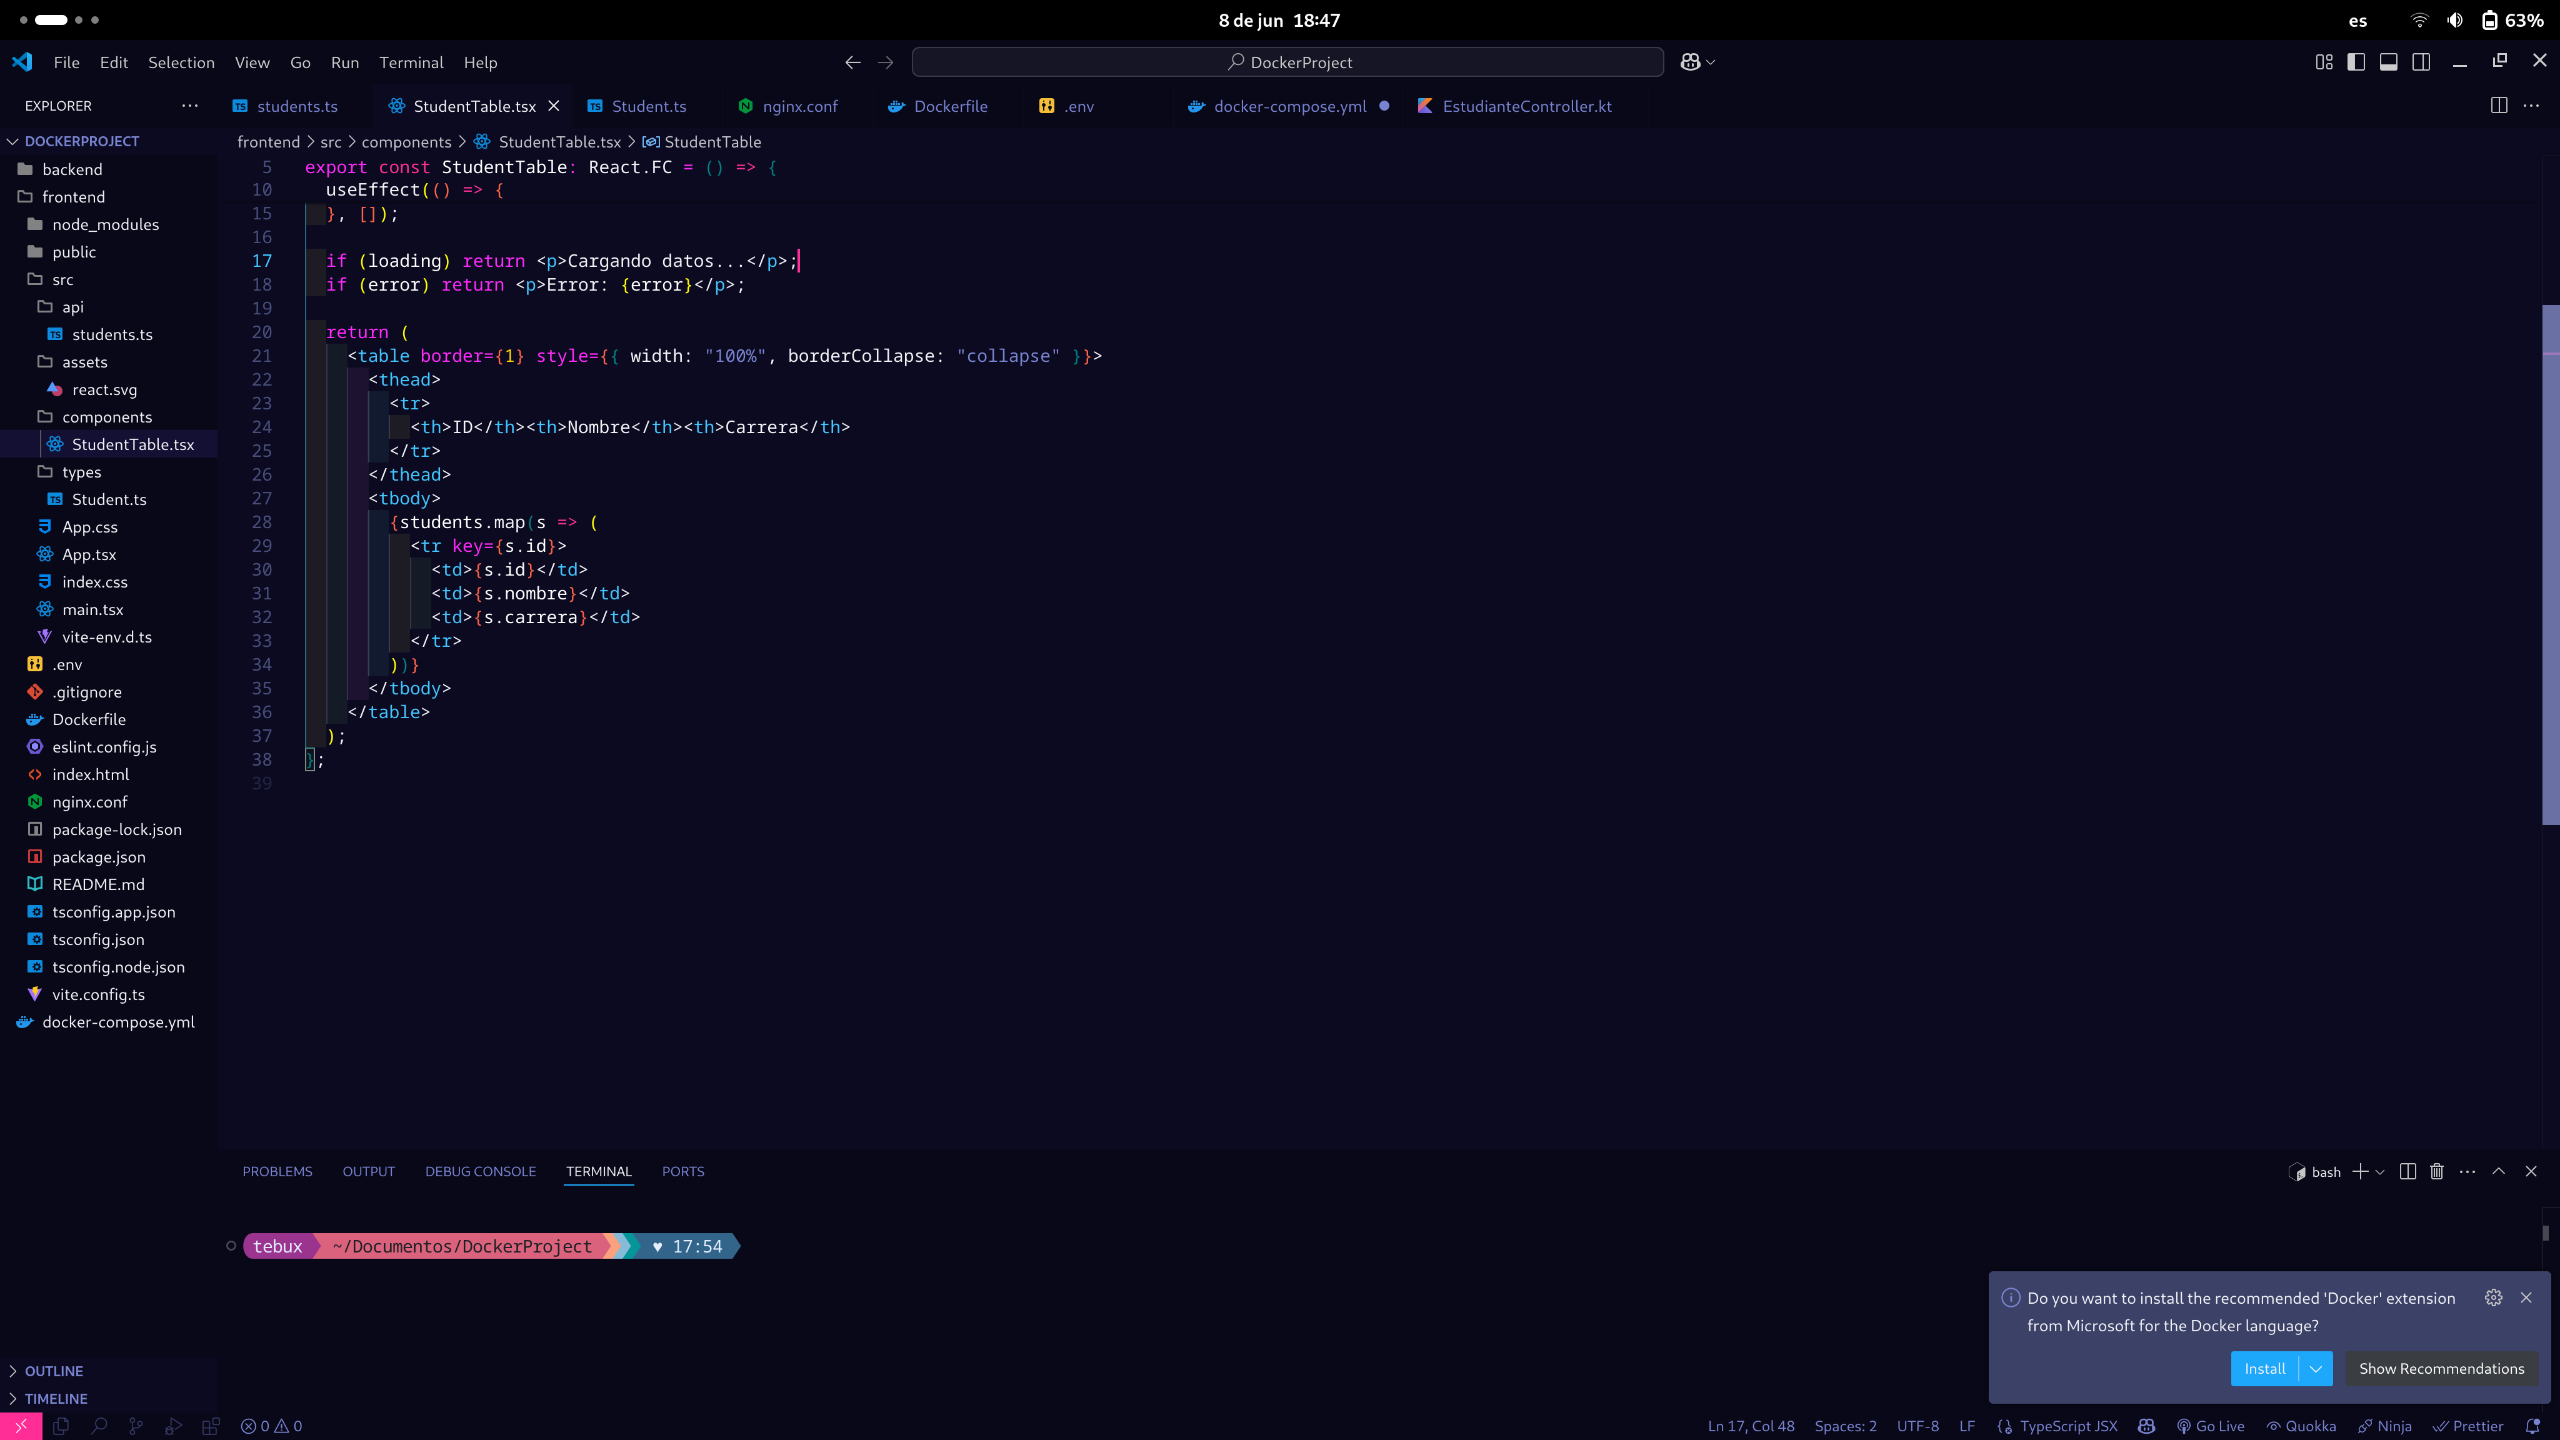 8 de jun 18:47
es
63%
File Edit Selection View Go Run Terminal Help
DockerProject
EXPLORER
students.ts
StudentTable.tsx
Student.ts
nginx.conf
Dockerfile
.env
docker-compose.yml
EstudianteController.kt
DOCKERPROJECT
backend
frontend
node_modules
public
src
api
students.ts
assets
react.svg
components
StudentTable.tsx
types
Student.ts
App.css
App.tsx
index.css
main.tsx
vite-env.d.ts
.env
.gitignore
Dockerfile
eslint.config.js
index.html
nginx.conf
package-lock.json
package.json
README.md
tsconfig.app.json
tsconfig.json
tsconfig.node.json
vite.config.ts
docker-compose.yml
OUTLINE
TIMELINE
frontend > src > components > StudentTable.tsx > StudentTable
5 export const StudentTable: React.FC = () => {
10 useEffect(() => {
15 }, []);
16
17 if (loading) return <p>Cargando datos...</p>;
18 if (error) return <p>Error: {error}</p>;
19
20 return (
21 <table border={1} style={{ width: "100%", borderCollapse: "collapse" }}>
22 <thead>
23 <tr>
24 <th>ID</th><th>Nombre</th><th>Carrera</th>
25 </tr>
26 </thead>
27 <tbody>
28 {students.map(s => (
29 <tr key={s.id}>
30 <td>{s.id}</td>
31 <td>{s.nombre}</td>
32 <td>{s.carrera}</td>
33 </tr>
34 ))}
35 </tbody>
36 </table>
37 );
38 };
39
PROBLEMS OUTPUT DEBUG CONSOLE TERMINAL PORTS
bash
tebux ~/Documentos/DockerProject ♥ 17:54
Do you want to install the recommended 'Docker' extension
from Microsoft for the Docker language?
Install
Show Recommendations
0 0
Ln 17, Col 48 Spaces: 2 UTF-8 LF TypeScript JSX Go Live Quokka Ninja Prettier